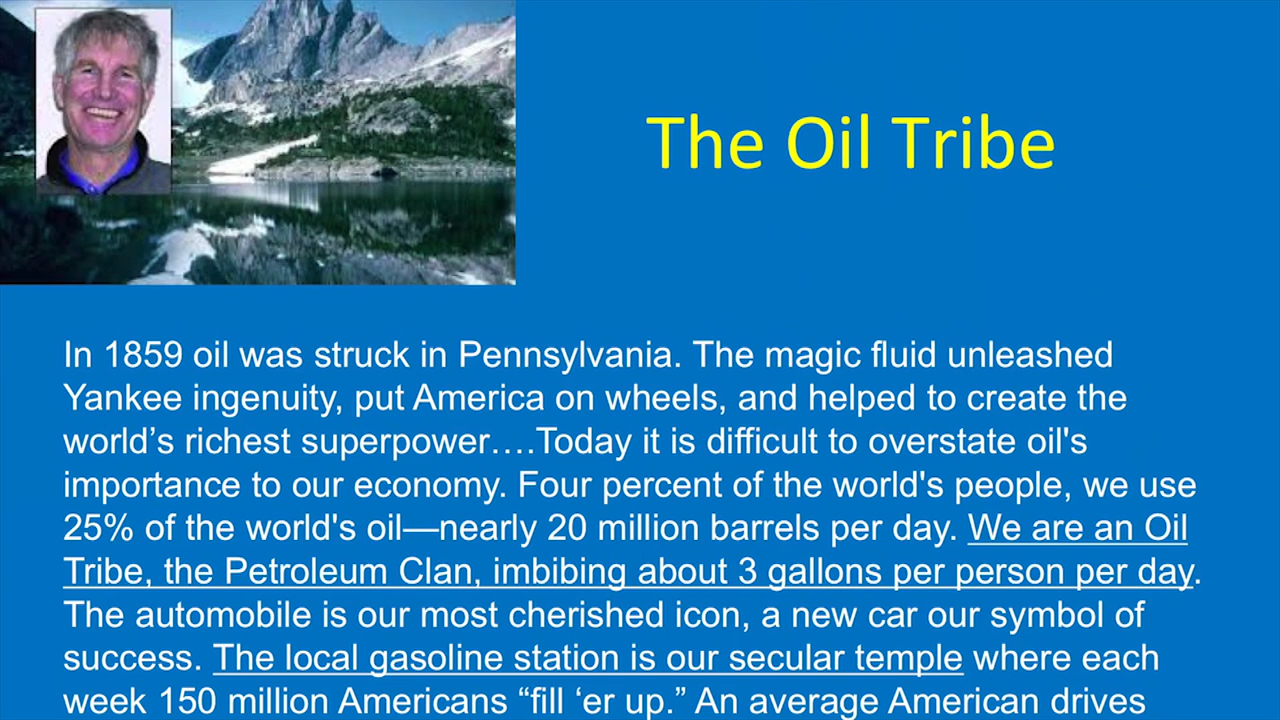 The Oil Tribe
In 1859 oil was struck in Pennsylvania. The magic fluid unleashed
Yankee ingenuity, put America on wheels, and helped to create the
world’s richest superpower….Today it is difficult to overstate oil's
importance to our economy. Four percent of the world's people, we use
25% of the world's oil—nearly 20 million barrels per day. We are an Oil
Tribe, the Petroleum Clan, imbibing about 3 gallons per person per day.
The automobile is our most cherished icon, a new car our symbol of
success. The local gasoline station is our secular temple where each
week 150 million Americans “fill ‘er up.” An average American drives